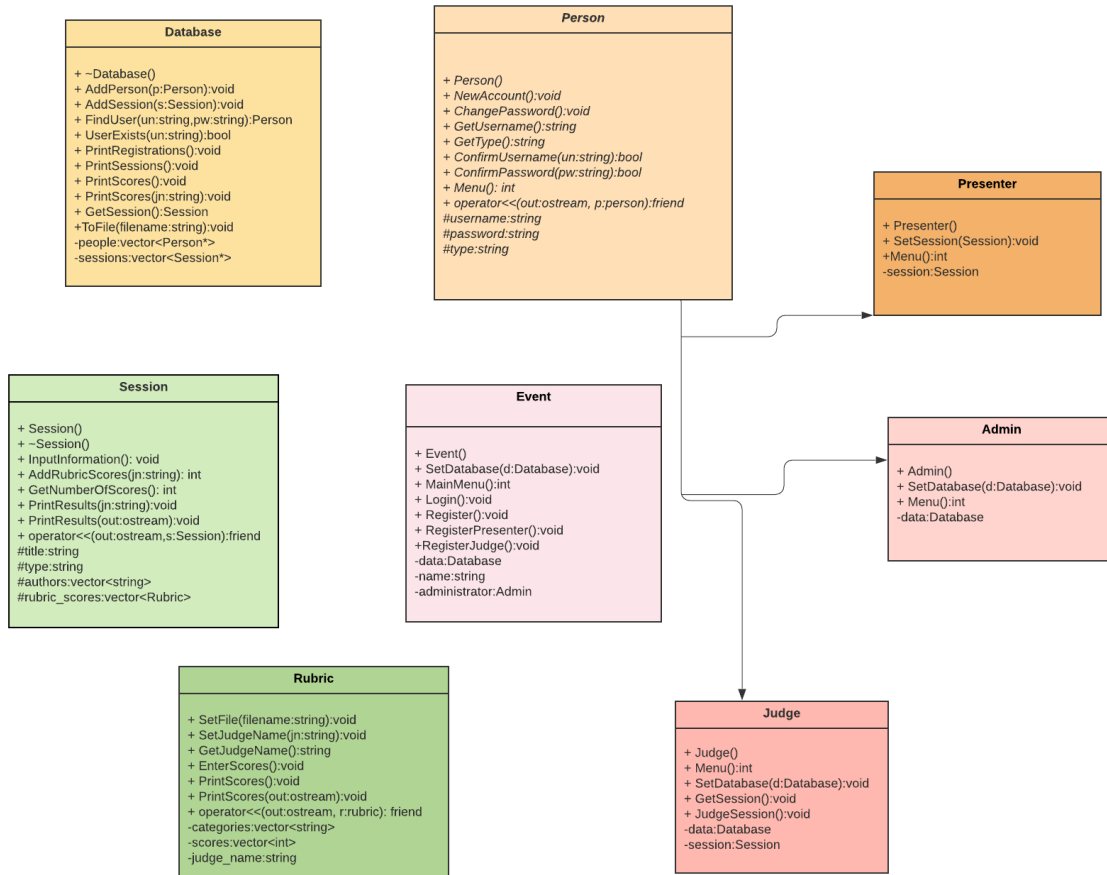 Database
+ ~Database()
+ AddPerson(p:Person):void
+ AddSession(s:Session):void
+ FindUser(un:string,pw:string):Person
+ UserExists(un:string):bool
+ PrintRegistrations():void
+ PrintSessions():void
+ PrintScores():void
+ PrintScores(jn:string):void
+ GetSession():Session
+ToFile(filename:string):void
-people:vector<Person*>
-sessions:vector<Session*>
Person
+ Person()
+ NewAccount():void
+ ChangePassword():void
+ GetUsername():string
+ GetType():string
+ ConfirmUsername(un:string):bool
+ ConfirmPassword(pw:string):bool
+ Menu(): int
+ operator<<(out:ostream, p:person):friend
#username:string
#password:string
#type:string
Presenter
+ Presenter()
+ SetSession(Session):void
+Menu():int
-session:Session
Session
+ Session()
+ ~Session()
+ InputInformation(): void
+ AddRubricScores(jn:string): int
+ GetNumberOfScores(): int
+ PrintResults(jn:string):void
+ PrintResults(out:ostream):void
+ operator<<(out:ostream,s:Session):friend
#title:string
#type:string
#authors:vector<string>
#rubric_scores:vector<Rubric>
Event
+ Event()
+ SetDatabase(d:Database):void
+ MainMenu():int
+ Login():void
+ Register():void
+ RegisterPresenter():void
+RegisterJudge():void
-data:Database
-name:string
-administrator:Admin
Admin
+ Admin()
+ SetDatabase(d:Database):void
+ Menu():int
-data:Database
Rubric
+ SetFile(filename:string):void
+ SetJudgeName(jn:string):void
+ GetJudgeName():string
+ EnterScores():void
+ PrintScores():void
+ PrintScores(out:ostream):void
+ operator<<(out:ostream, r:rubric): friend
-categories:vector<string>
-scores:vector<int>
-judge_name:string
Judge
+ Judge()
+ Menu():int
+ SetDatabase(d:Database):void
+ GetSession():void
+ JudgeSession():void
-data:Database
-session:Session